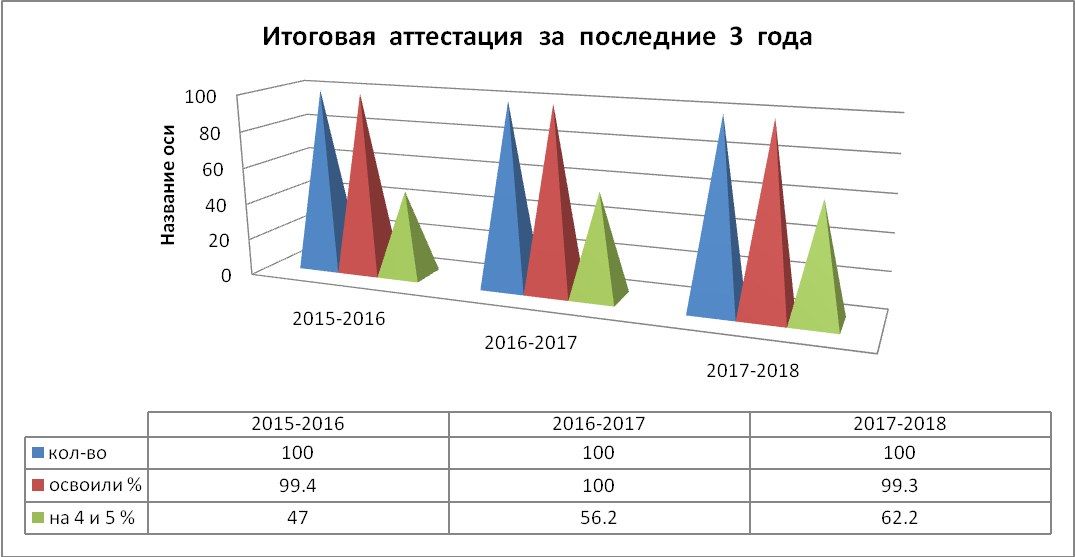 Итоговая аттестация за последние 3 года
Название оси
100
80
60
40
20
0
2015-2016
2016-2017
2017-2018
2015-2016 2016-2017 2017-2018
кол-во 100 100 100
освоили % 99.4 100 99.3
на 4 и 5 % 47 56.2 62.2